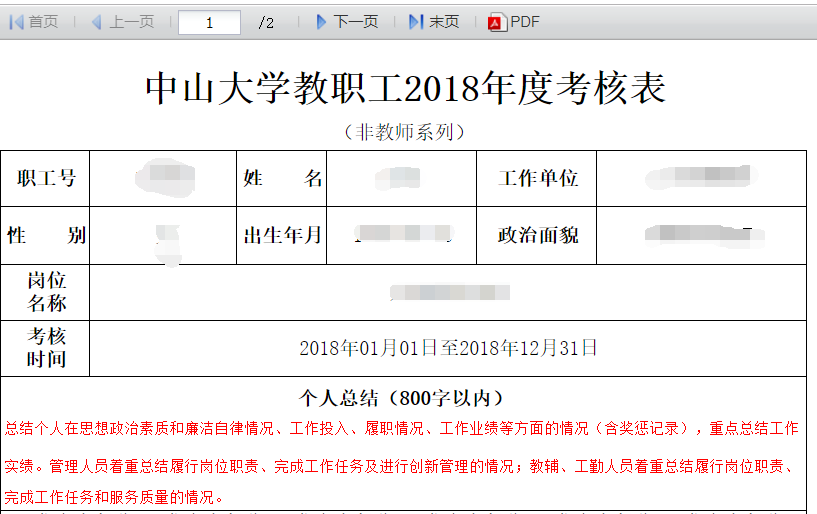 首页 上一页 1 /2 下一页 末页 PDF
中山大学教职工2018年度考核表
（非教师系列）
职工号 姓 名 工作单位
性 别 出生年月 政治面貌
岗位
名称
考核
时间
2018年01月01日至2018年12月31日
个人总结（800字以内）
总结个人在思想政治素质和廉洁自律情况、工作投入、履职情况、工作业绩等方面的情况（含奖惩记录），重点总结工作
实绩。管理人员着重总结履行岗位职责、完成工作任务及进行创新管理的情况；教辅、工勤人员着重总结履行岗位职责、
完成工作任务和服务质量的情况。